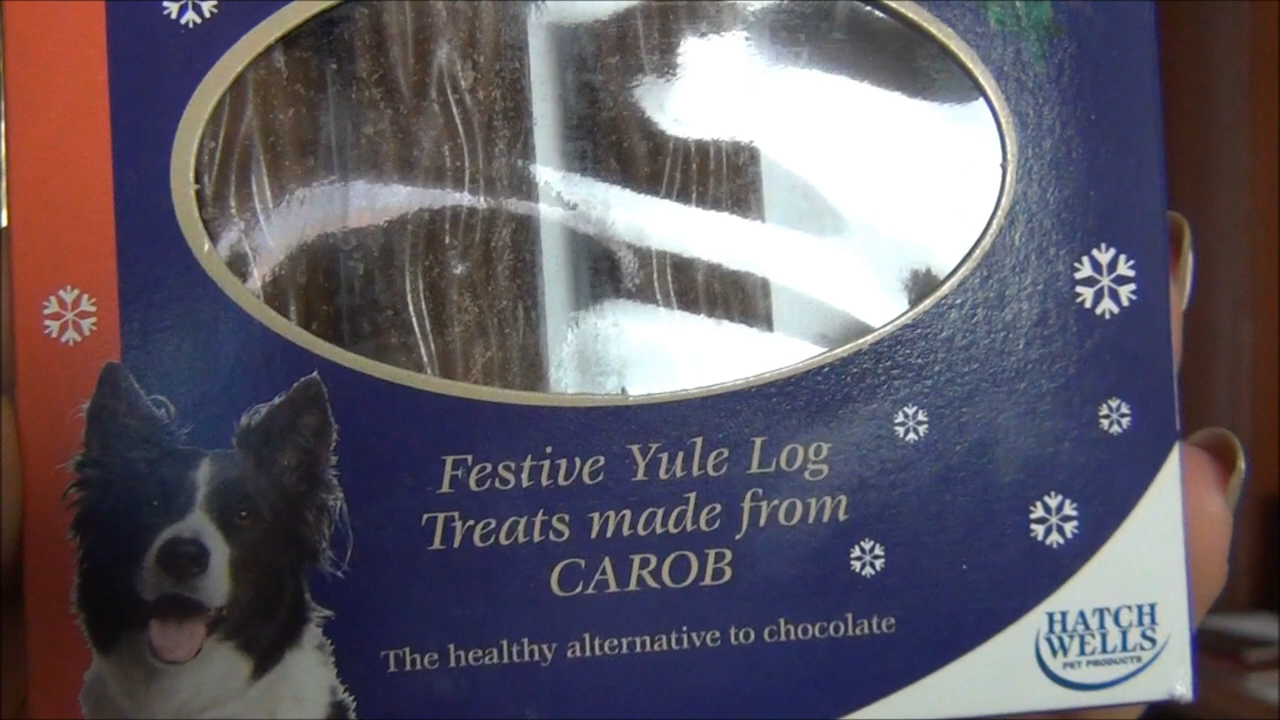 Festive Yule Log
Treats made from
CAROB
The healthy alternative to chocolate
HATCH
WELLS
PET PRODUCTS